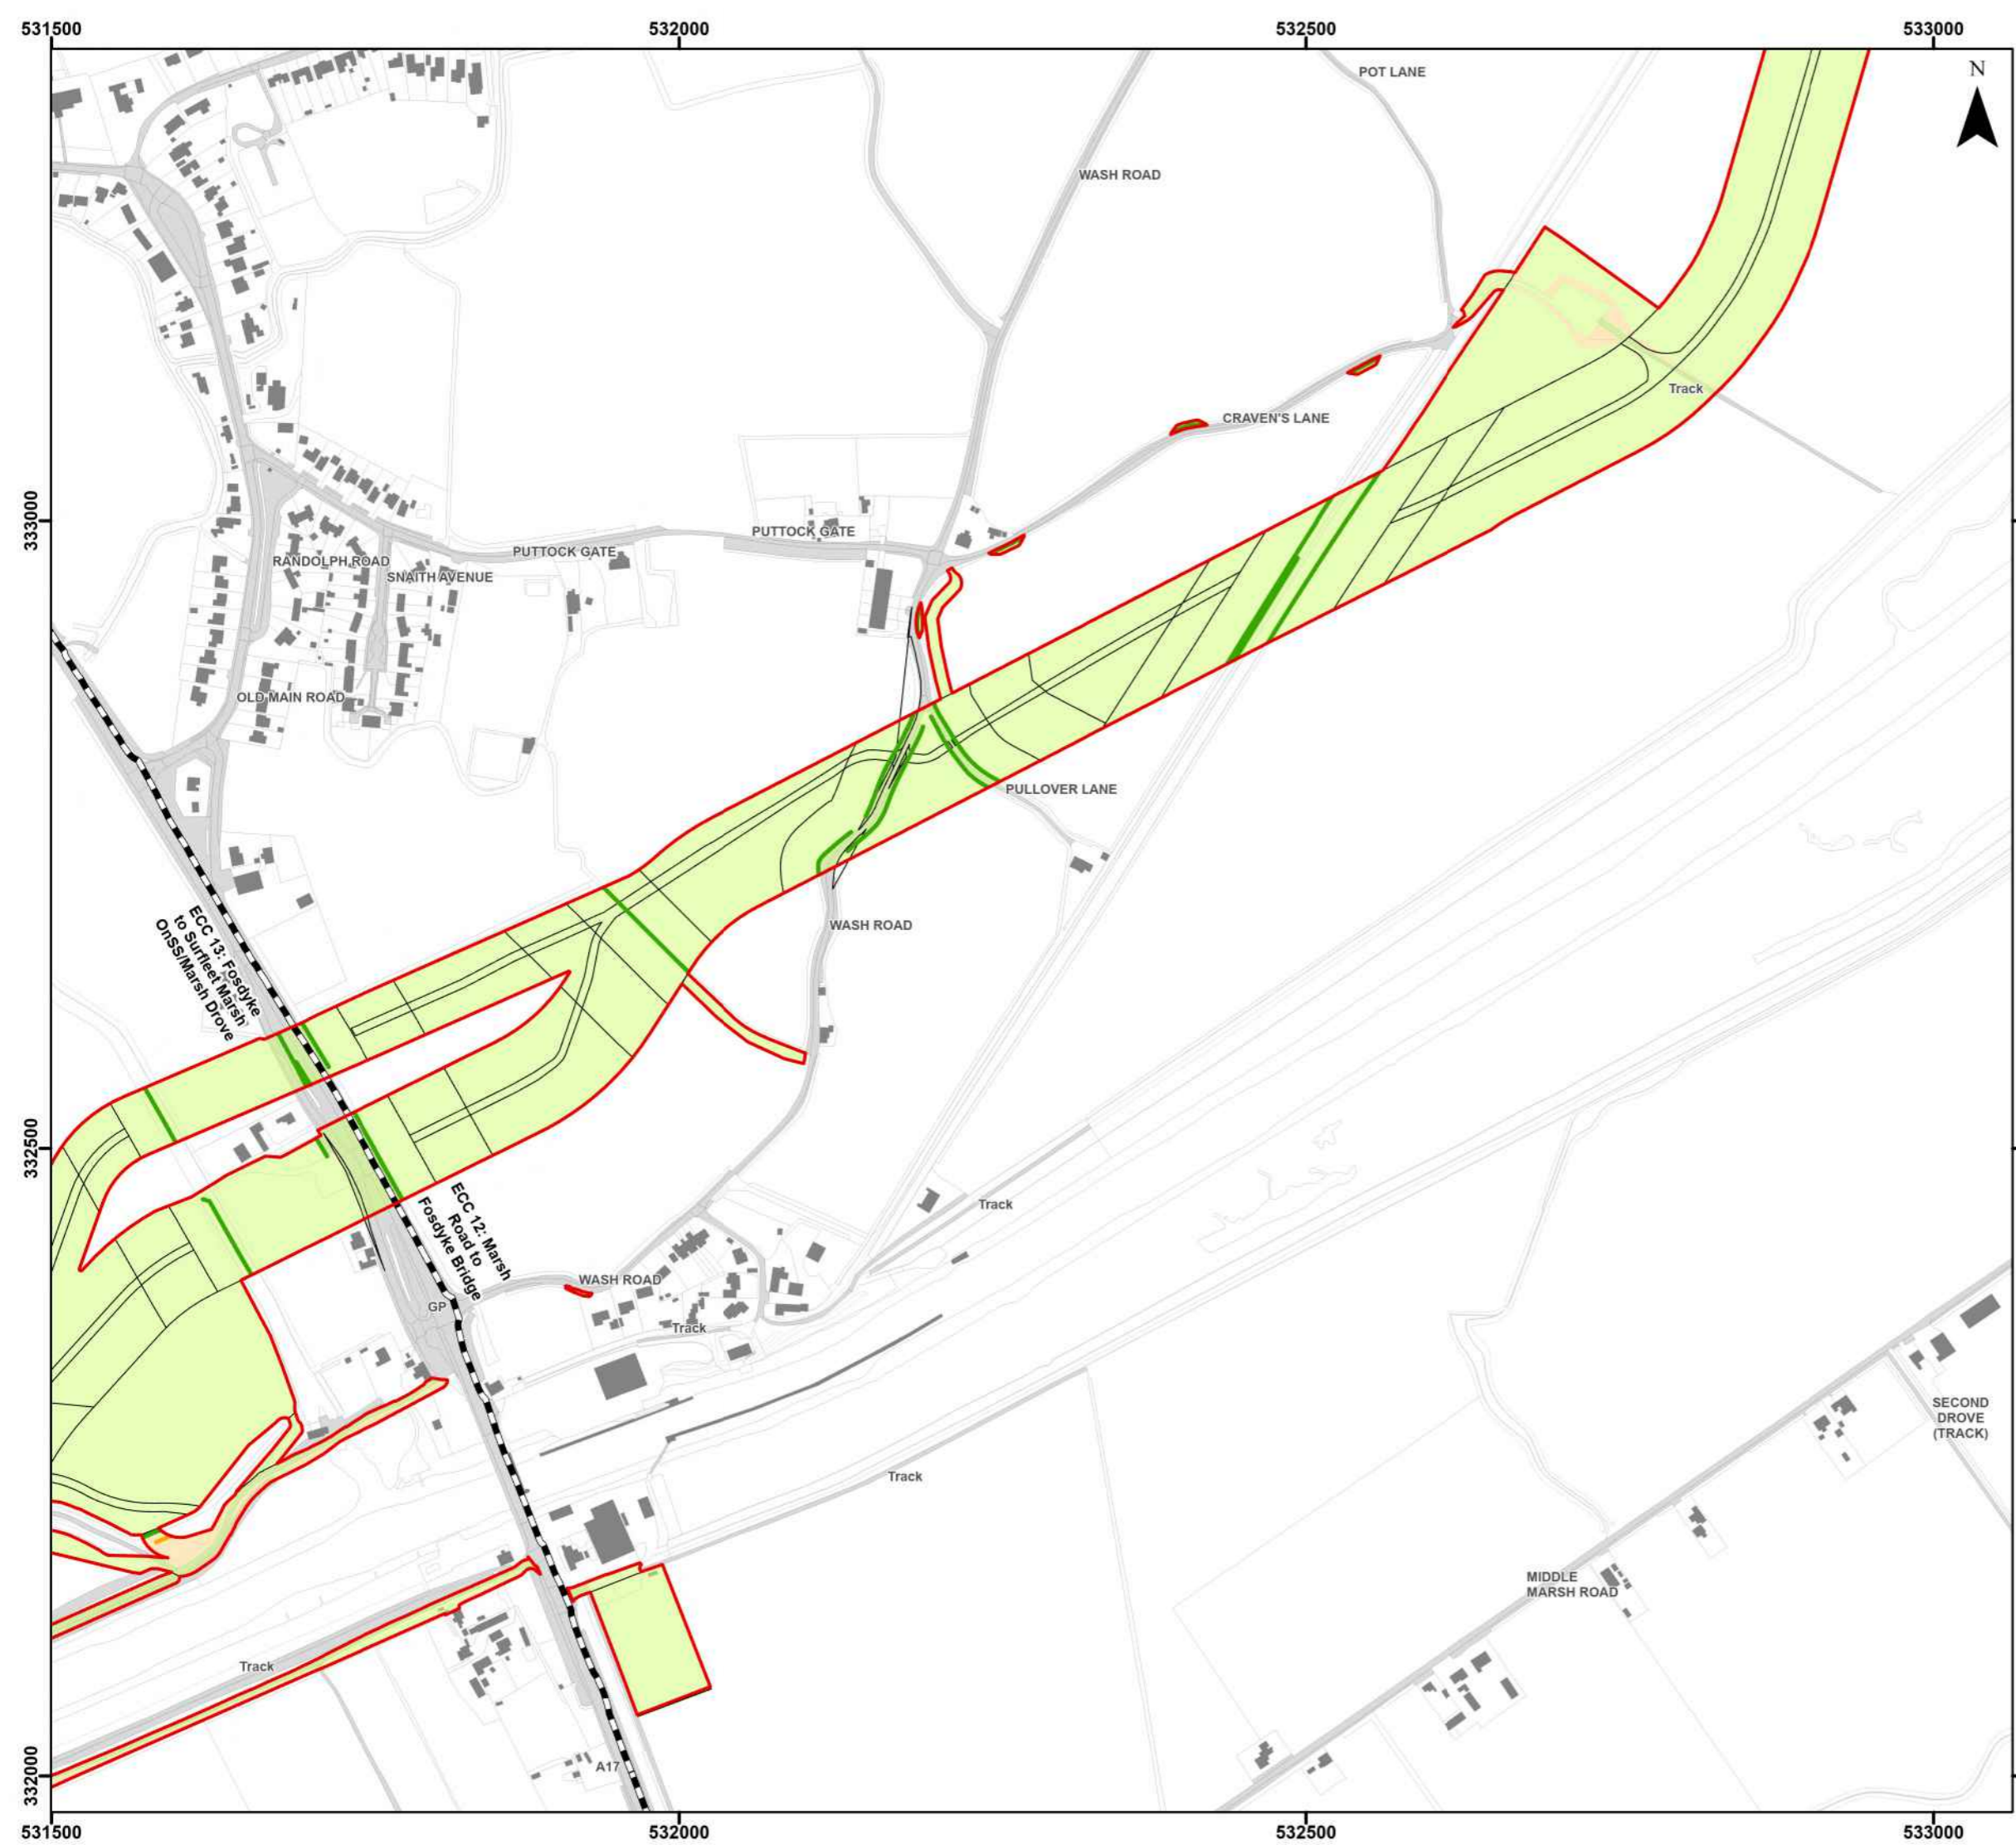 531500
532000
532500
533000
N
POT LANE
WASH ROAD
Track
CRAVEN'S LANE
333000
PUTTOCK GATE
PUTTOCK GATE
RANDOLPH ROAD
SNAITH AVENUE
OLD MAIN ROAD
PULLOVER LANE
WASH ROAD
ECC 13: Fosdyke
to Surfleet Marsh
OnSS/Marsh Drove
332500
ECC 12: Marsh
Road to
Fosdyke Bridge
Track
WASH ROAD
GP
Track
SECOND
DROVE
(TRACK)
Track
MIDDLE
MARSH ROAD
Track
A17
332000
531500
532000
532500
533000